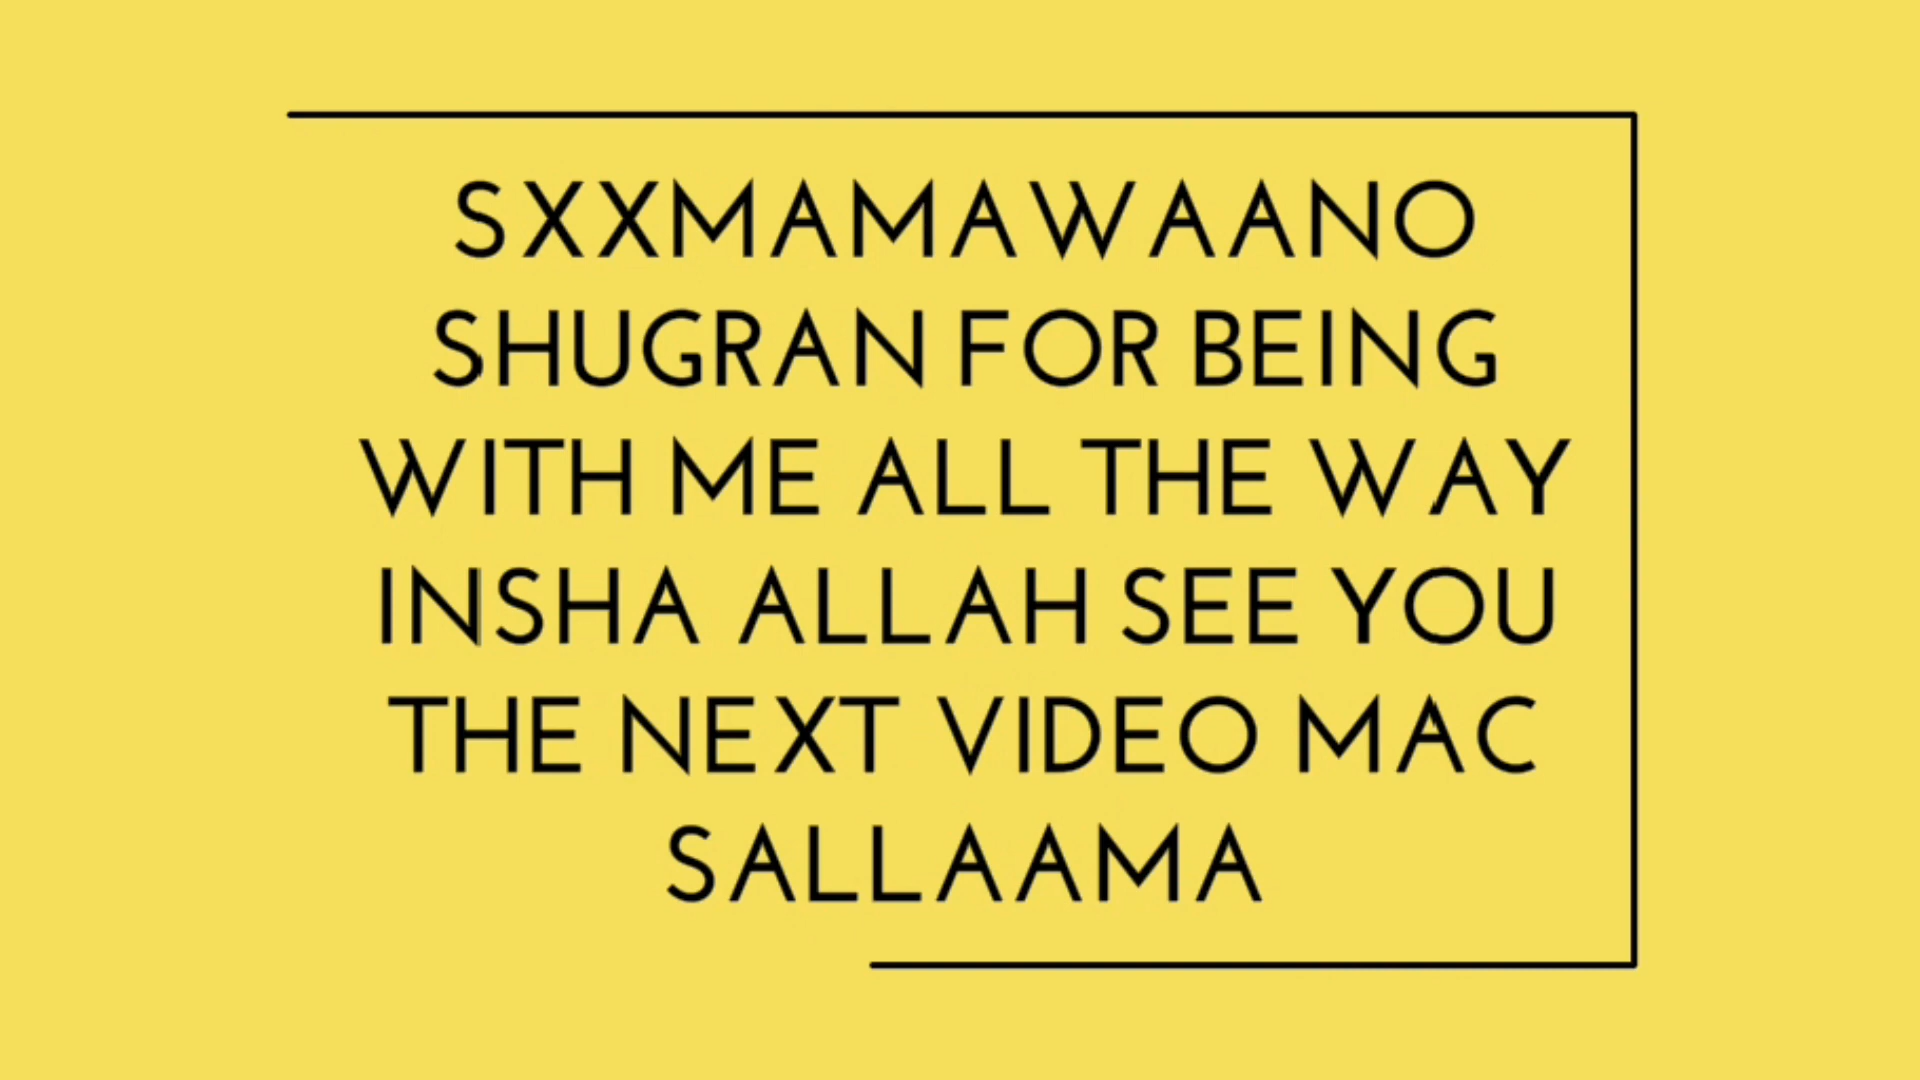 SXXMAMAWAANO
SHUGRAN FOR BEING
WITH ME ALL THE WAY
INSHA ALLAH SEE YOU
THE NEXT VIDEO MAC
SALLAAMA